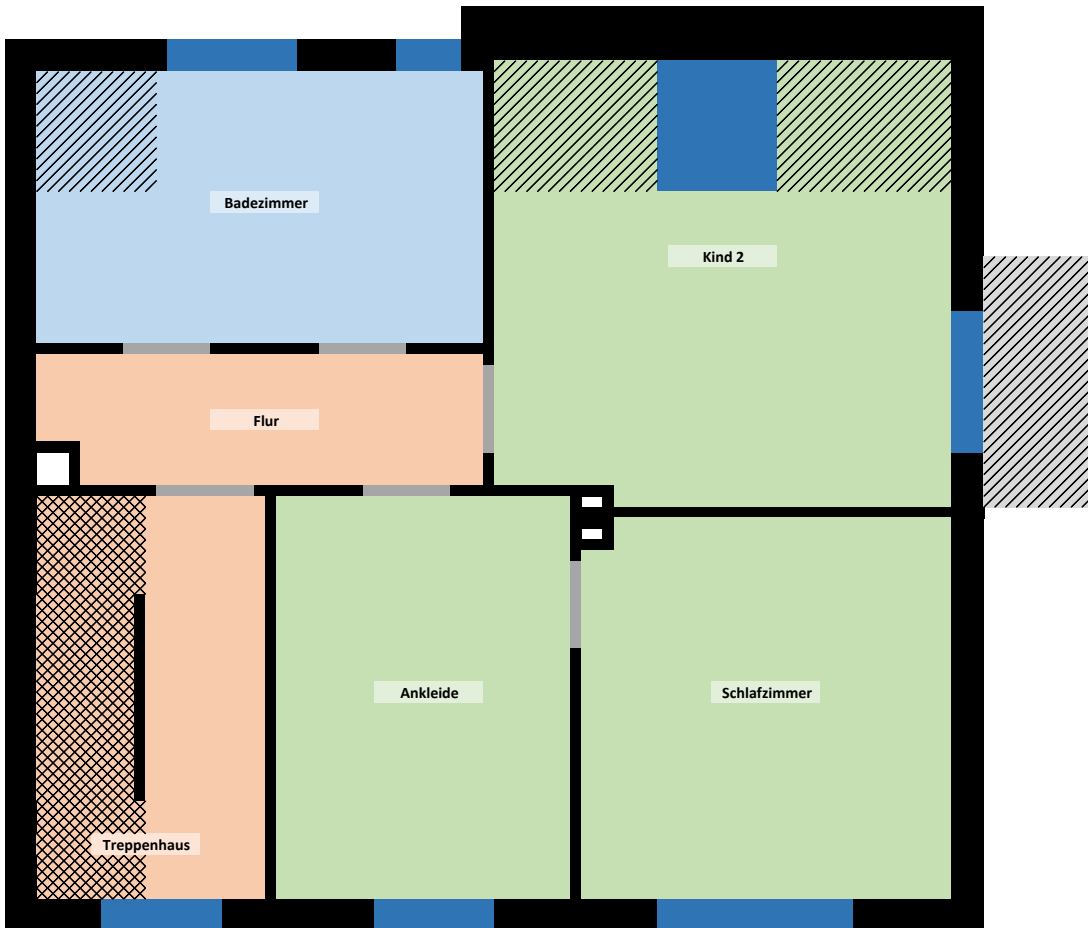 Badezimmer
Kind 2
Flur
Ankleide
Schlafzimmer
Treppenhaus